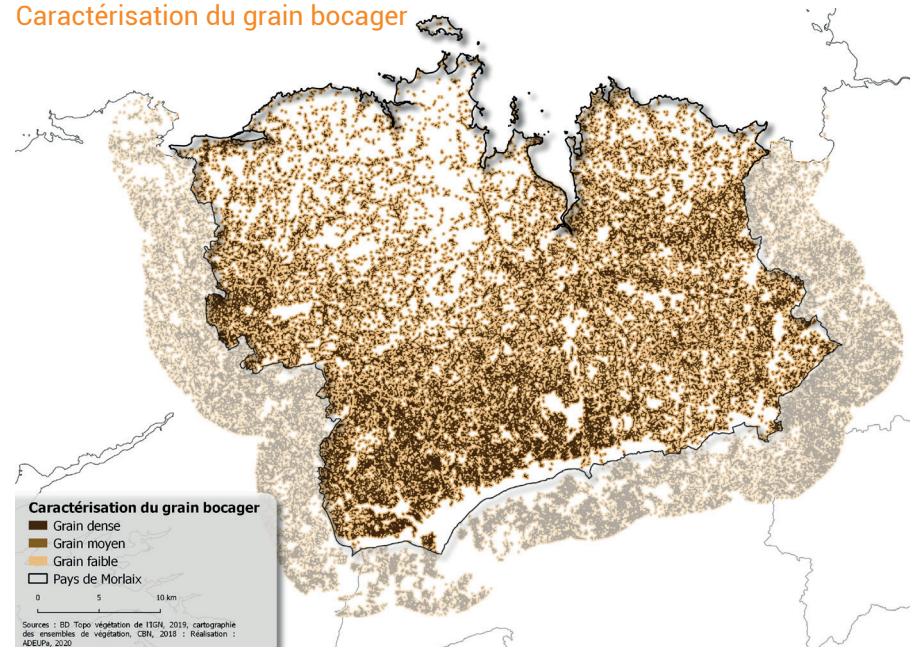 Caractérisation du grain bocager
Caractérisation du grain bocager
Grain dense
Grain moyen
Grain faible
Pays de Morlaix
0 5 10 km
Sources : BD Topo végétation de l'IGN, 2019, cartographie
des ensembles de végétation, CBN, 2018 : Réalisation :
ADEUPa, 2020